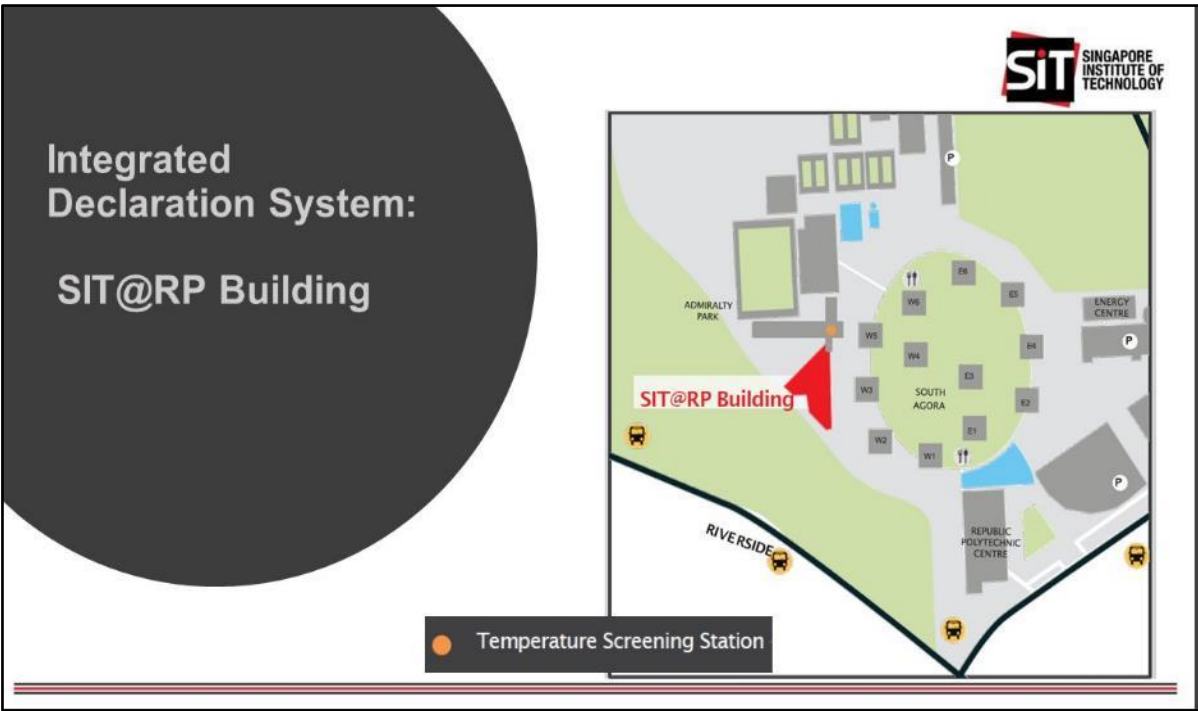 Integrated
Declaration System:
SIT@RP Building
SiT
SINGAPORE
INSTITUTE OF
TECHNOLOGY
P
E6
W6
E5
ADMIRALTY
PARK
ENERGY
CENTRE
W5
P
E4
W4
E3
SIT@RP Building
W3
SOUTH
AGORA
E2
E1
W2
W1
P
RIVERSIDE
REPUBLIC
POLYTECHNIC
CENTRE
Temperature Screening Station